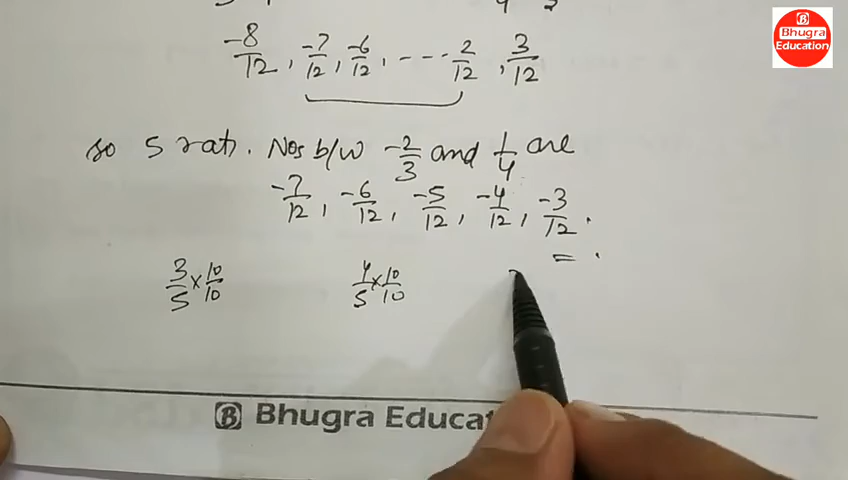 -8/12, -7/12, -6/12, ---- 2/12, 3/12
so 5 rat. Nos b/w -2/3 and 1/4 are
-7/12, -6/12, -5/12, -4/12, -3/12.
= .
3/5 × 10/10 4/5 × 10/10
B Bhugra Educat
B
Bhugra
Education